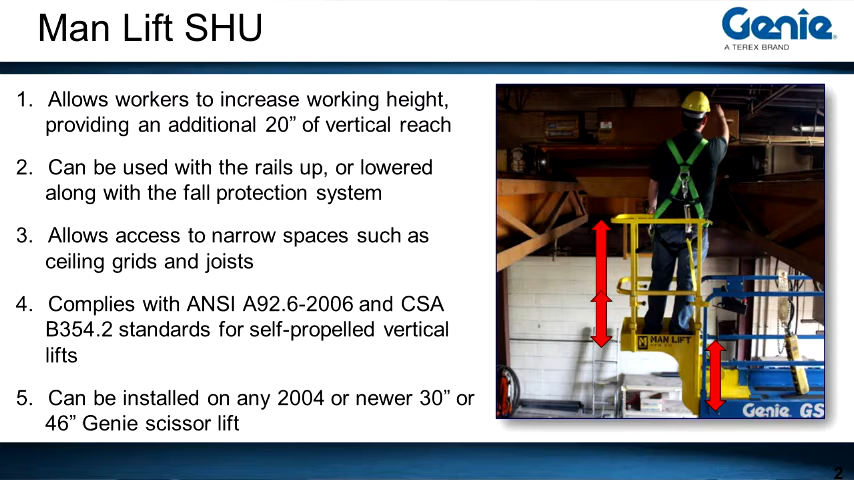 Man Lift SHU
Genie
A TEREX BRAND
1. Allows workers to increase working height,
providing an additional 20” of vertical reach
2. Can be used with the rails up, or lowered
along with the fall protection system
3. Allows access to narrow spaces such as
ceiling grids and joists
4. Complies with ANSI A92.6-2006 and CSA
B354.2 standards for self-propelled vertical
lifts
5. Can be installed on any 2004 or newer 30” or
46” Genie scissor lift
M MAN LIFT
Genie GS
2